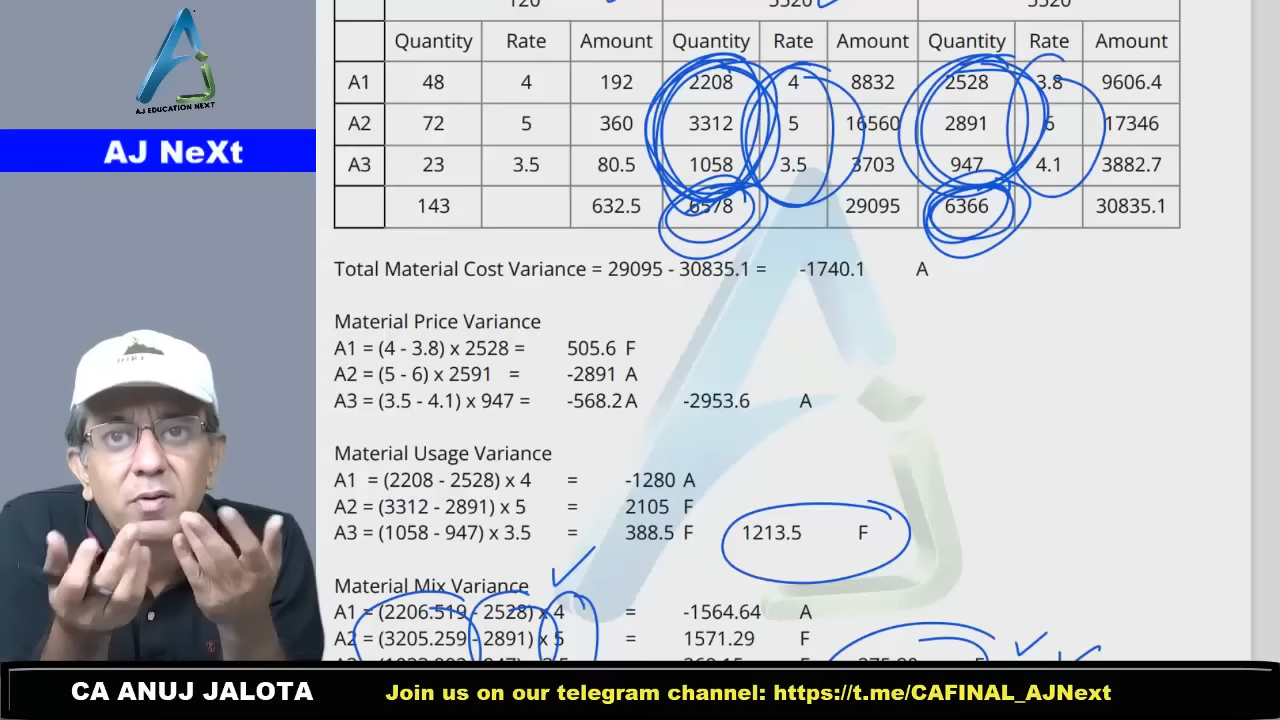 120 5520 5520
Quantity Rate Amount Quantity Rate Amount Quantity Rate Amount
A1 48 4 192 2208 4 8832 2528 3.8 9606.4
A2 72 5 360 3312 5 16560 2891 6 17346
A3 23 3.5 80.5 1058 3.5 3703 947 4.1 3882.7
143 632.5 6578 29095 6366 30835.1
AJ EDUCATION NEXT
AJ NeXt
Total Material Cost Variance = 29095 - 30835.1 = -1740.1 A
Material Price Variance
A1 = (4 - 3.8) x 2528 = 505.6 F
A2 = (5 - 6) x 2591 = -2891 A
A3 = (3.5 - 4.1) x 947 = -568.2 A -2953.6 A
Material Usage Variance
A1 = (2208 - 2528) x 4 = -1280 A
A2 = (3312 - 2891) x 5 = 2105 F
A3 = (1058 - 947) x 3.5 = 388.5 F 1213.5 F
Material Mix Variance
A1 = (2206.519 - 2528) x 4 = -1564.64 A
A2 = (3205.259 - 2891) x 5 = 1571.29 F
CA ANUJ JALOTA Join us on our telegram channel: https://t.me/CAFINAL_AJNext